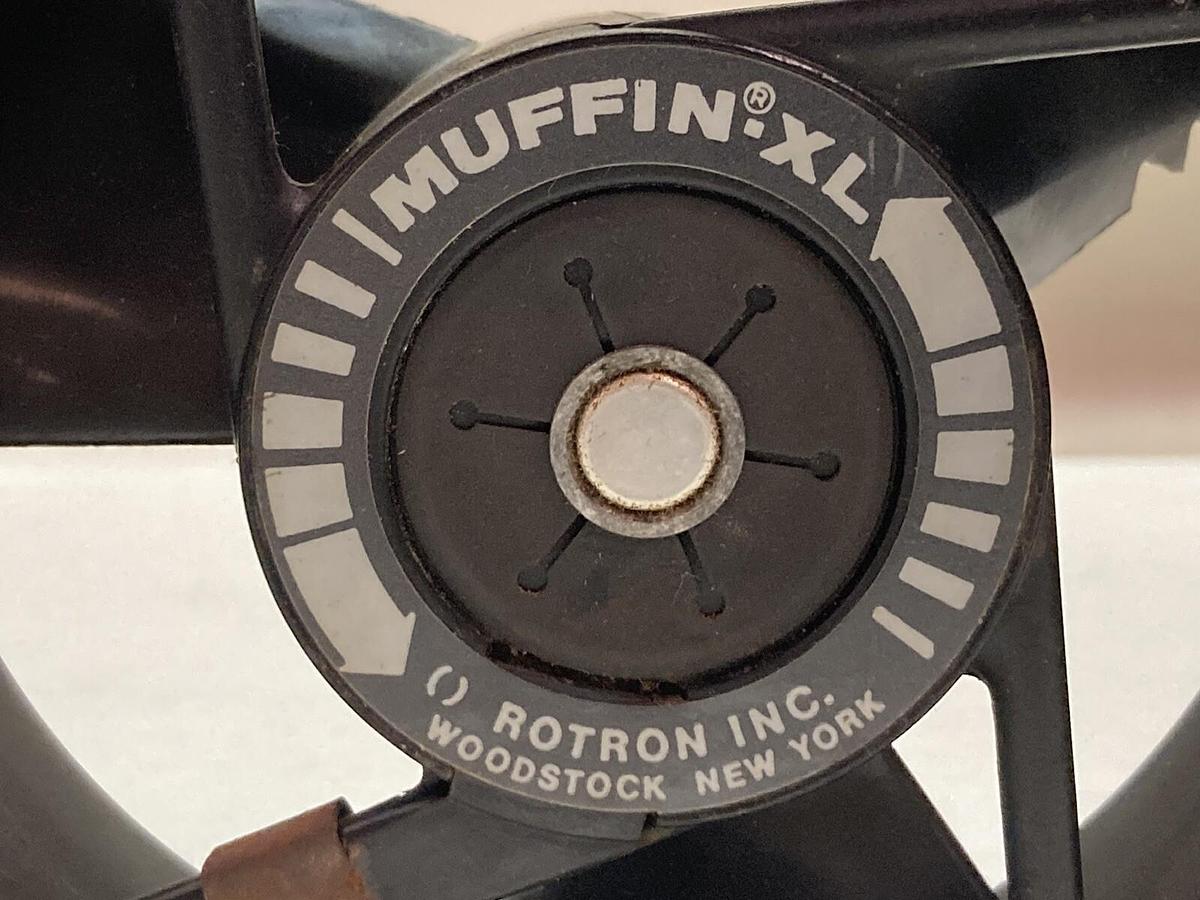 MUFFIN®·XL
() ROTRON INC.
WOODSTOCK NEW YORK